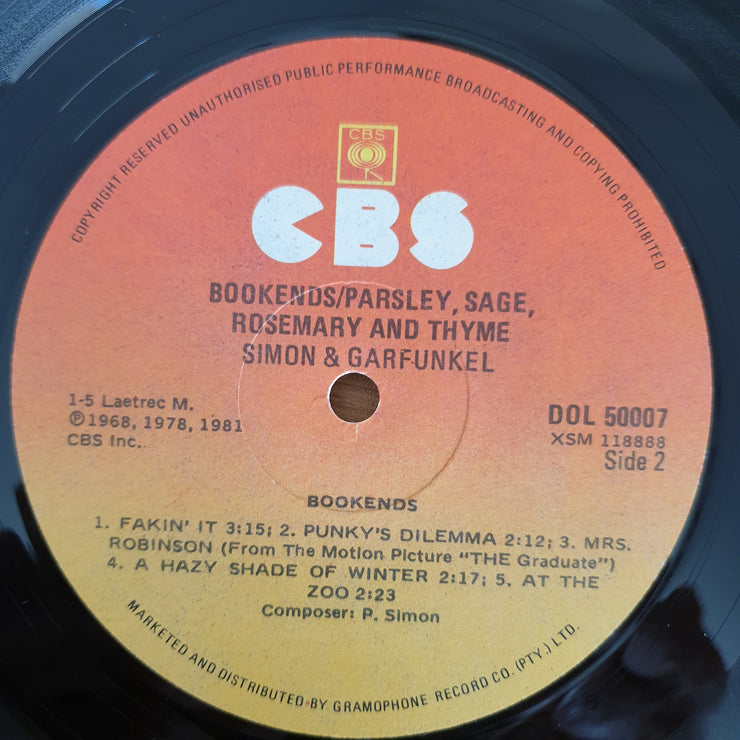 COPYRIGHT RESERVED UNAUTHORISED PUBLIC PERFORMANCE BROADCASTING AND COPYING PROHIBITED
CBS
CBS
BOOKENDS/PARSLEY, SAGE,
ROSEMARY AND THYME
SIMON & GARFUNKEL
1-5 Laetrec M.
℗1968, 1978, 1981
CBS Inc.
DOL 50007
XSM 118888
Side 2
BOOKENDS
1. FAKIN' IT 3:15; 2. PUNKY'S DILEMMA 2:12; 3. MRS.
ROBINSON (From The Motion Picture "THE Graduate")
4. A HAZY SHADE OF WINTER 2:17; 5. AT THE
ZOO 2:23
Composer: P. Simon
MARKETED AND DISTRIBUTED BY GRAMOPHONE RECORD CO. (PTY.) LTD.